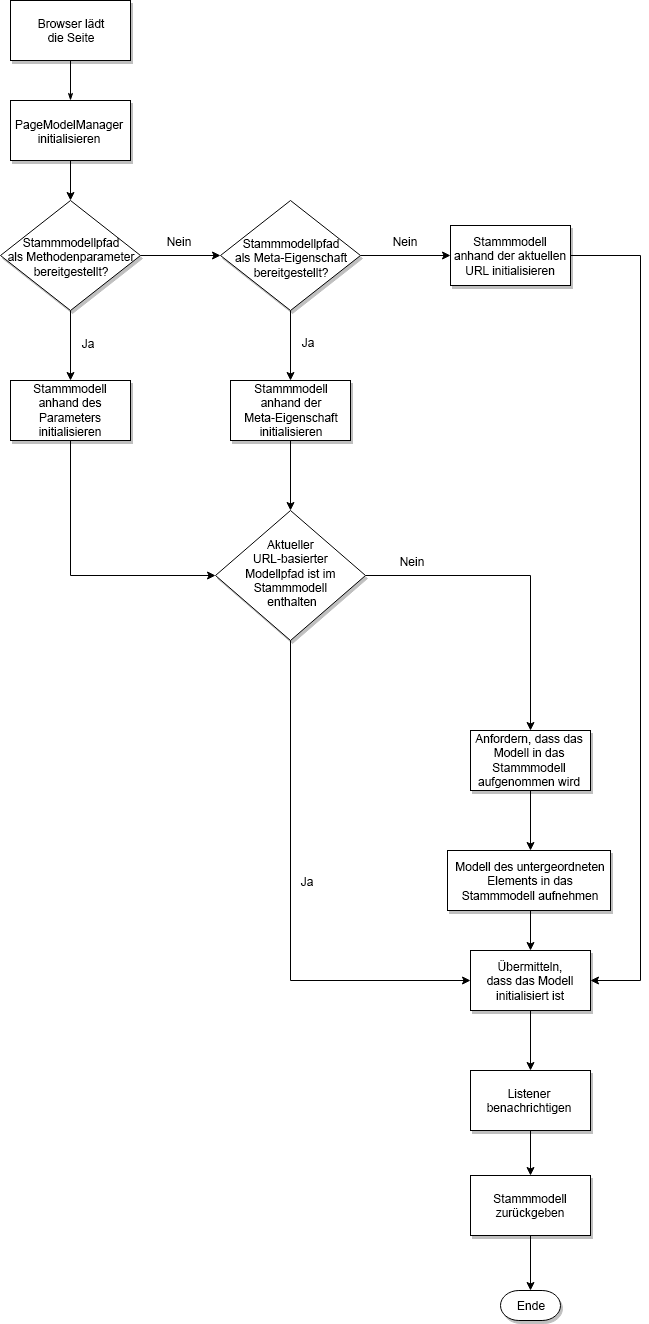 Browser lädt
die Seite
PageModelManager
initialisieren
Stammmodellpfad
als Methodenparameter
bereitgestellt?
Nein
Stammmodellpfad
als Meta-Eigenschaft
bereitgestellt?
Nein
Stammmodell
anhand der aktuellen
URL initialisieren
Ja
Ja
Stammmodell
anhand des
Parameters
initialisieren
Stammmodell
anhand der
Meta-Eigenschaft
initialisieren
Aktueller
URL-basierter
Modellpfad ist im
Stammmodell
enthalten
Nein
Anfordern, dass das
Modell in das
Stammmodell
aufgenommen wird
Modell des untergeordneten
Elements in das
Stammmodell aufnehmen
Ja
Übermitteln,
dass das Modell
initialisiert ist
Listener
benachrichtigen
Stammmodell
zurückgeben
Ende